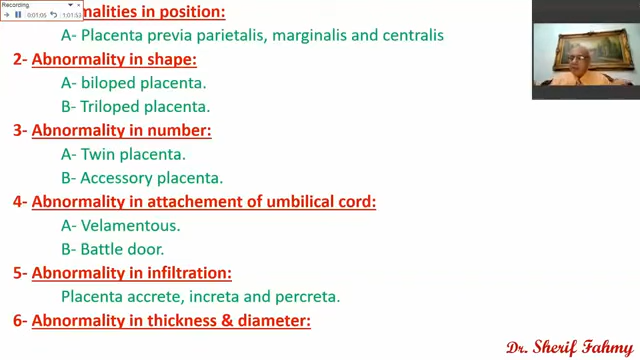 Recording
0:01:05
1:01:53
malities in position:
A- Placenta previa parietalis, marginalis and centralis
2- Abnormality in shape:
A- biloped placenta.
B- Triloped placenta.
3- Abnormality in number:
A- Twin placenta.
B- Accessory placenta.
4- Abnormality in attachement of umbilical cord:
A- Velamentous.
B- Battle door.
5- Abnormality in infiltration:
Placenta accrete, increta and percreta.
6- Abnormality in thickness & diameter:
Dr. Sherif Fahmy